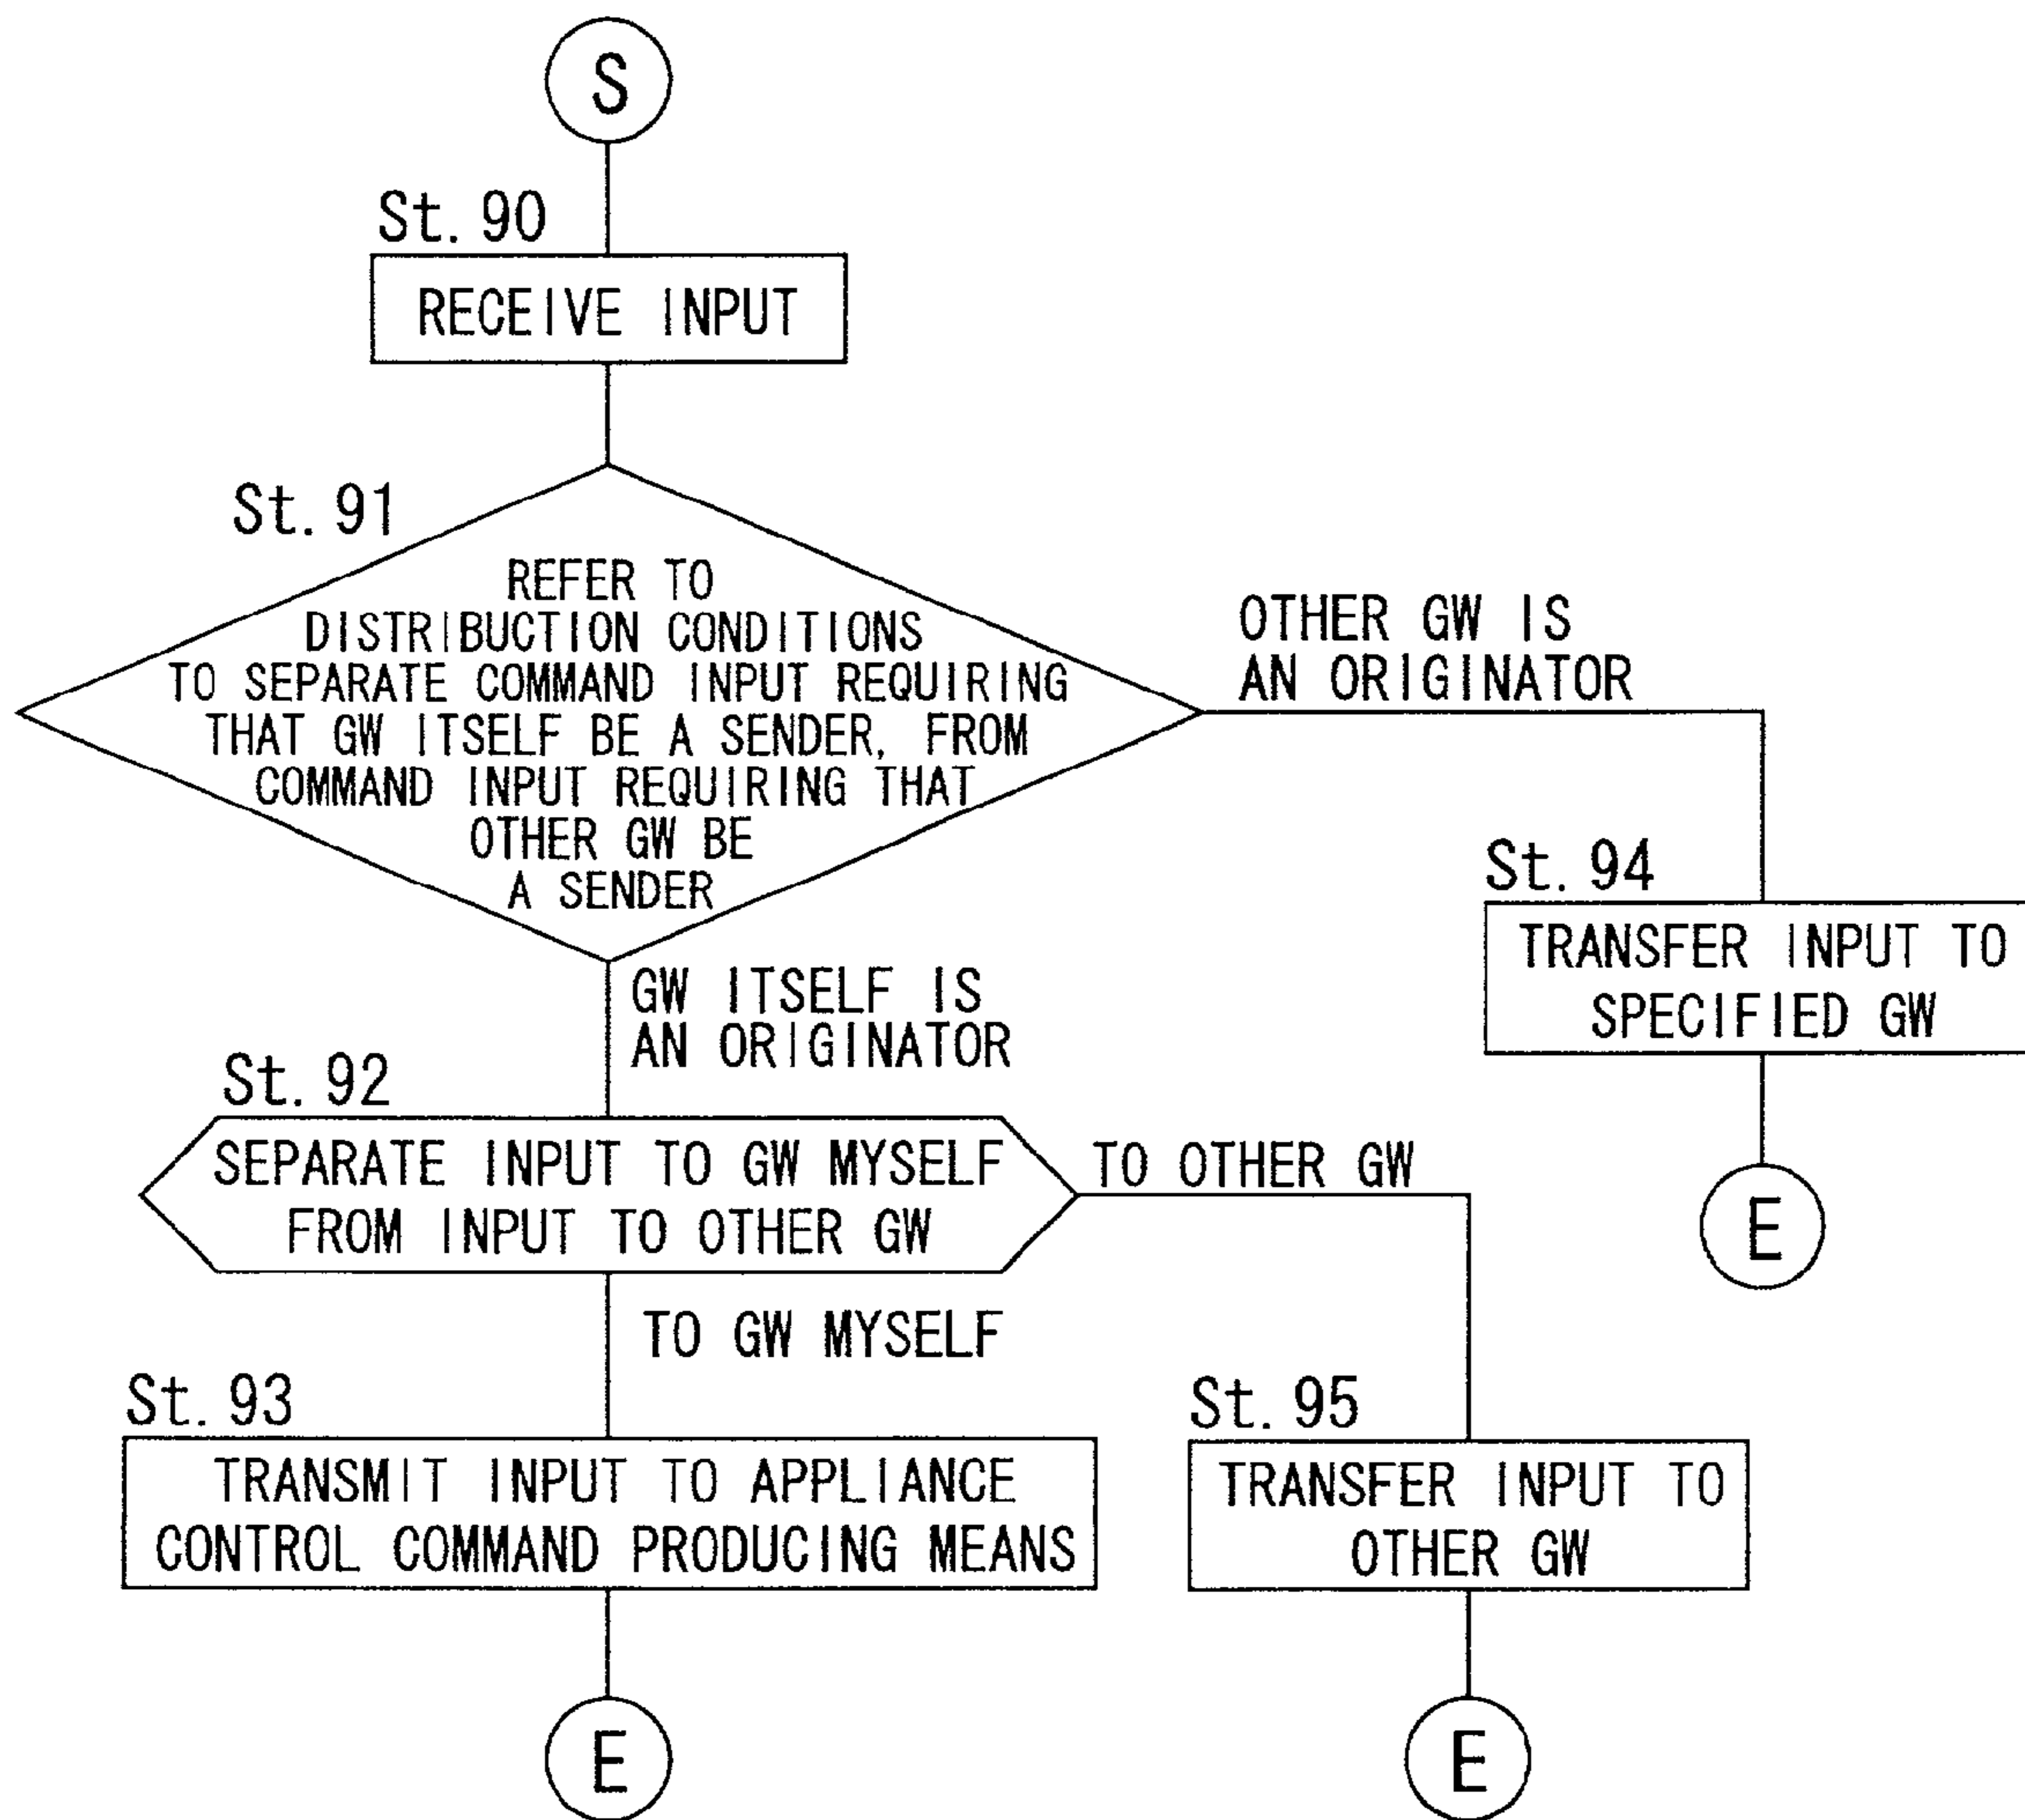 S
St. 90
RECEIVE INPUT
St. 91
REFER TO
DISTRIBUCTION CONDITIONS
TO SEPARATE COMMAND INPUT REQUIRING
THAT GW ITSELF BE A SENDER, FROM
COMMAND INPUT REQUIRING THAT
OTHER GW BE
A SENDER
OTHER GW IS
AN ORIGINATOR
St. 94
TRANSFER INPUT TO
SPECIFIED GW
E
GW ITSELF IS
AN ORIGINATOR
St. 92
SEPARATE INPUT TO GW MYSELF
FROM INPUT TO OTHER GW
TO OTHER GW
TO GW MYSELF
St. 93
TRANSMIT INPUT TO APPLIANCE
CONTROL COMMAND PRODUCING MEANS
E
St. 95
TRANSFER INPUT TO
OTHER GW
E